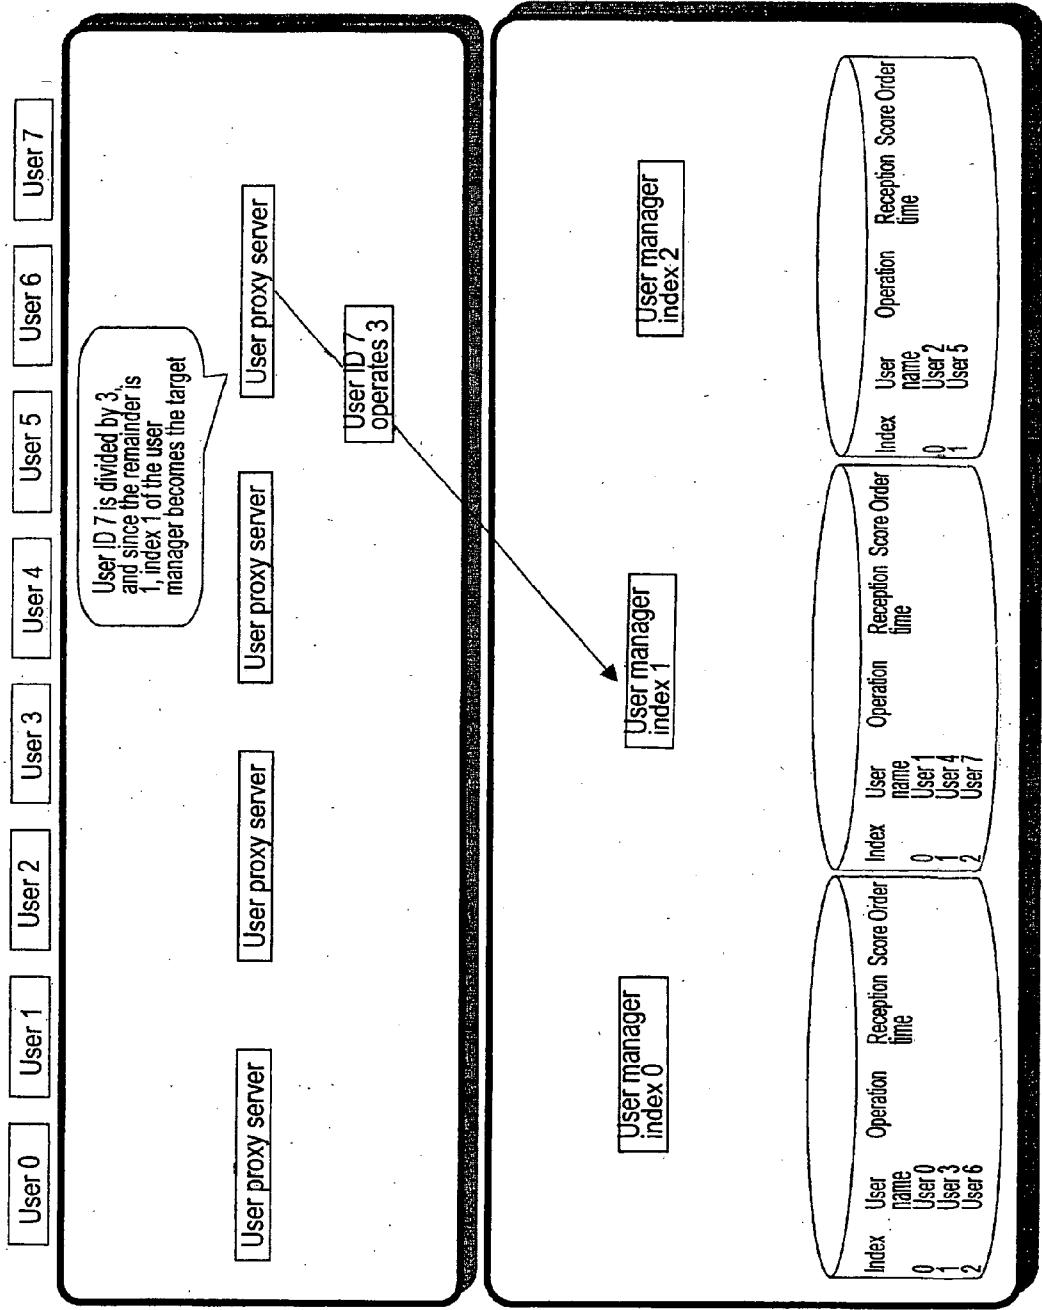 User 0
User 1
User 2
User 3
User 4
User 5
User 6
User 7
User ID 7 is divided by 3,
and since the remainder is
1, index 1 of the user
manager becomes the target
User proxy server
User proxy server
User proxy server
User proxy server
User ID 7
operates 3
User manager
index 0
User manager
index 1
User manager
index 2
Index User name Operation Reception time Score Order
0 User 0
1 User 3
2 User 6
Index User name Operation Reception time Score Order
0 User 1
1 User 4
2 User 7
Index User name Operation Reception time Score Order
0 User 2
1 User 5